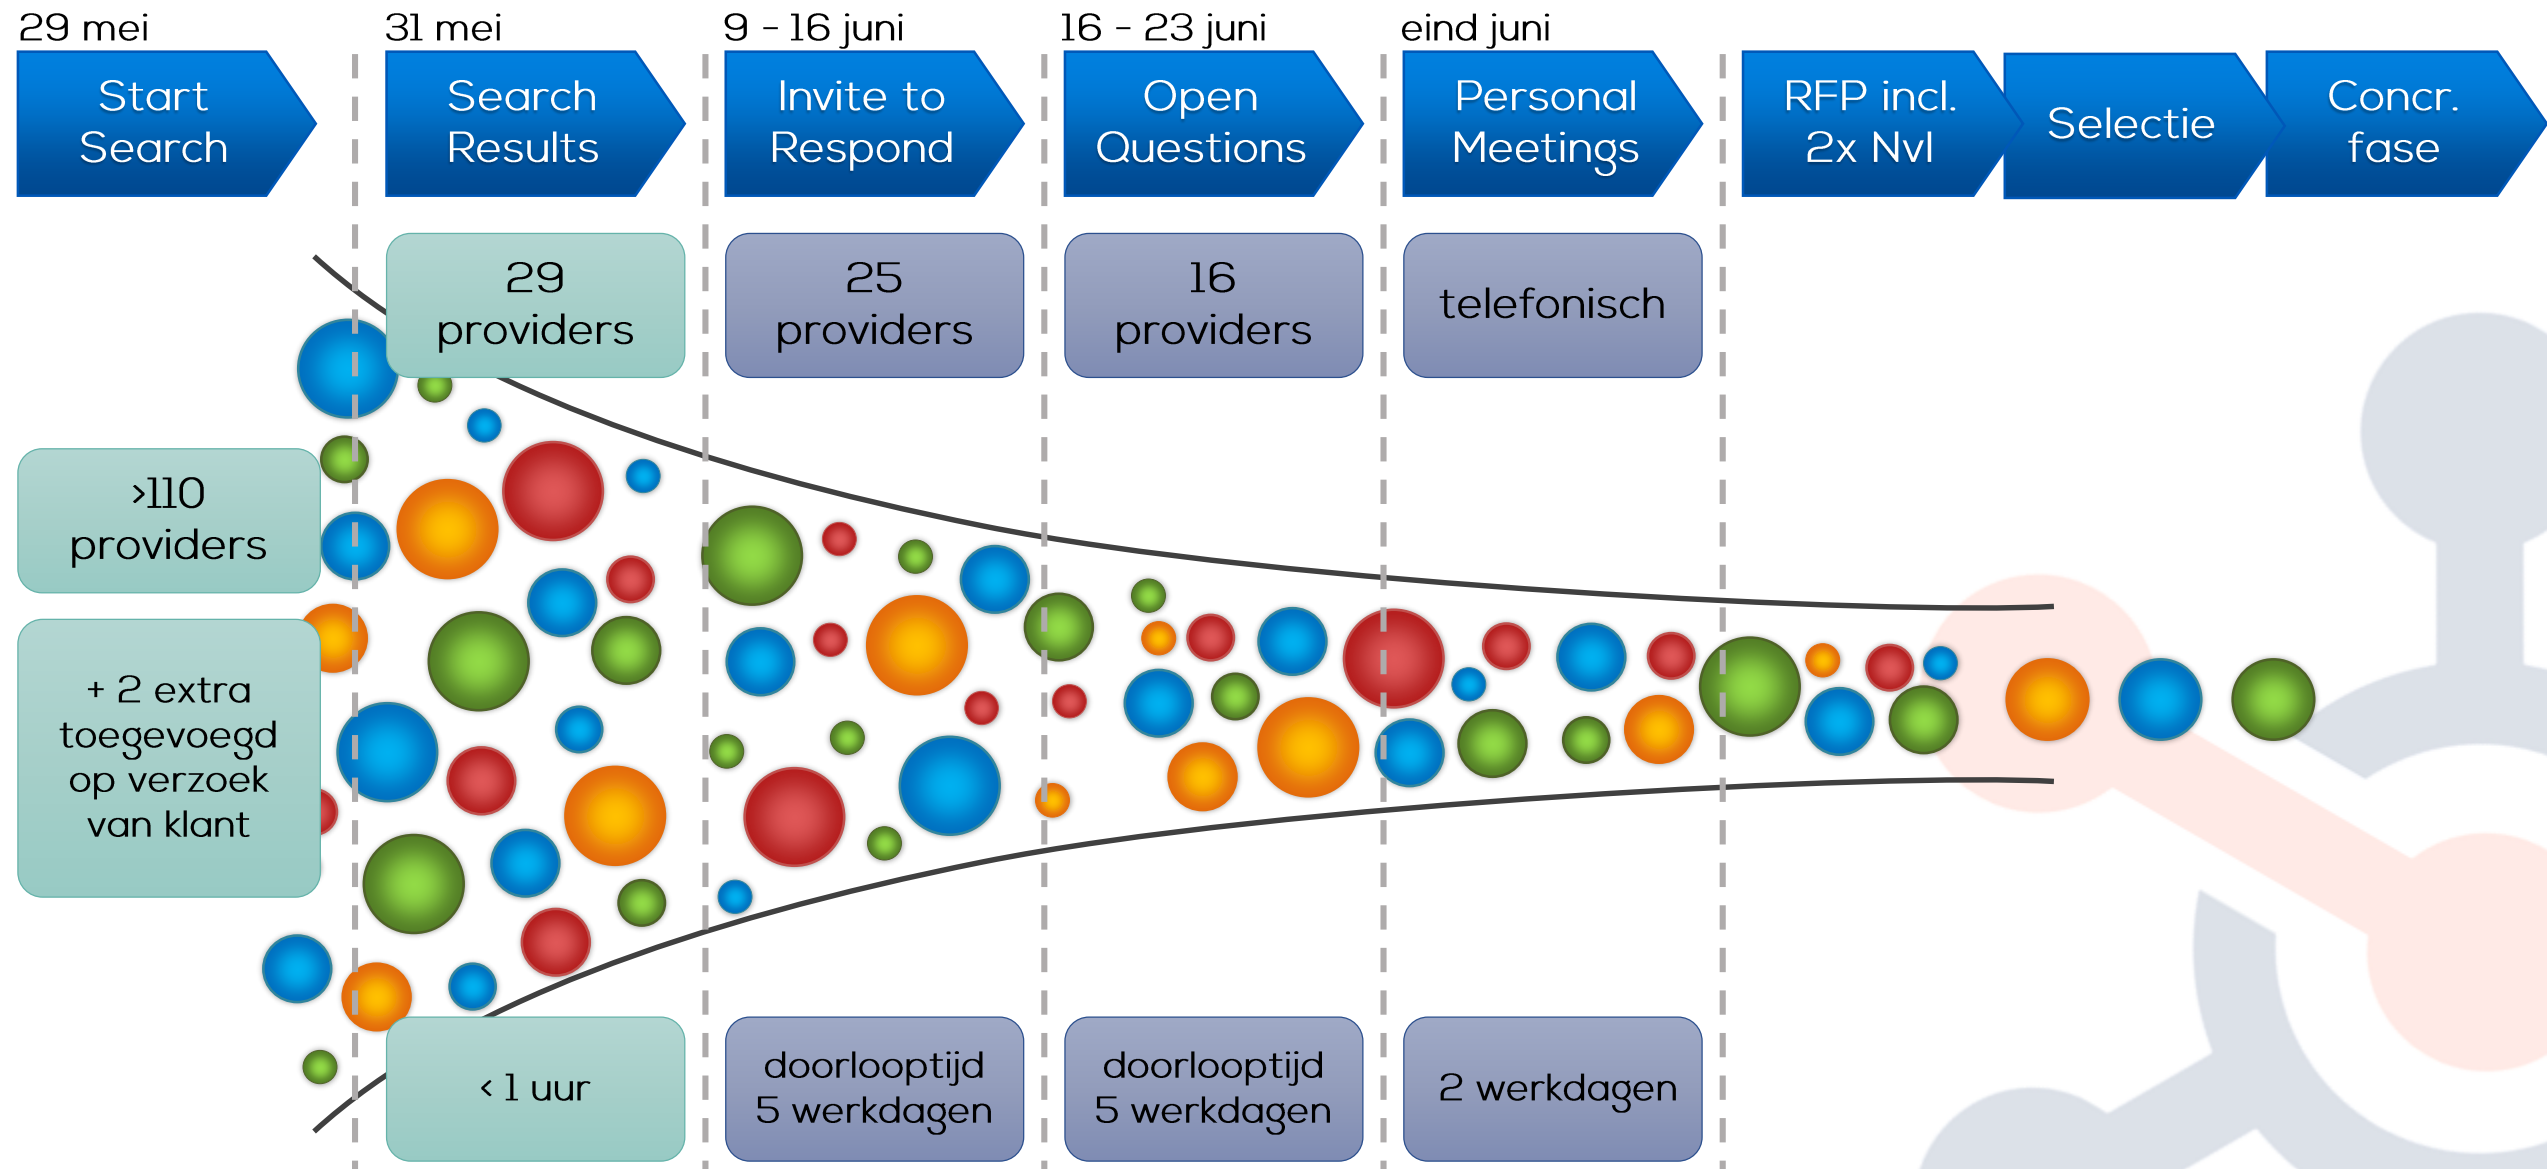 29 mei
31 mei
9 - 16 juni
16 - 23 juni
eind juni
Start
Search
Search
Results
Invite to
Respond
Open
Questions
Personal
Meetings
RFP incl.
2x NvI
Selectie
Concr.
fase
29
providers
25
providers
16
providers
telefonisch
>110
providers
+ 2 extra
toegevoegd
op verzoek
van klant
< 1 uur
doorlooptijd
5 werkdagen
doorlooptijd
5 werkdagen
2 werkdagen